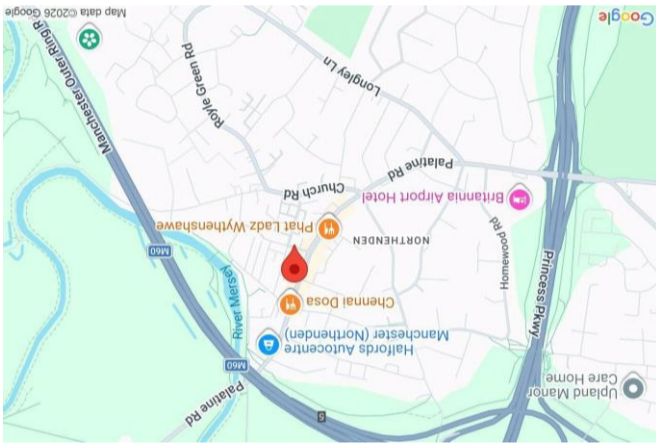 Upland Manor
Care Home
Palatine Rd
5
M60
Halfords Autocentre
Manchester (Northenden)
Chennai Dosa
River Mersey
Princess Pkwy
Homewood Rd
NORTHENDEN
Phat Ladz Wythenshawe
M60
Britannia Airport Hotel
Church Rd
Palatine Rd
Longley Ln
Royle Green Rd
Manchester Outer Ring R
Google
Map data ©2026 Google